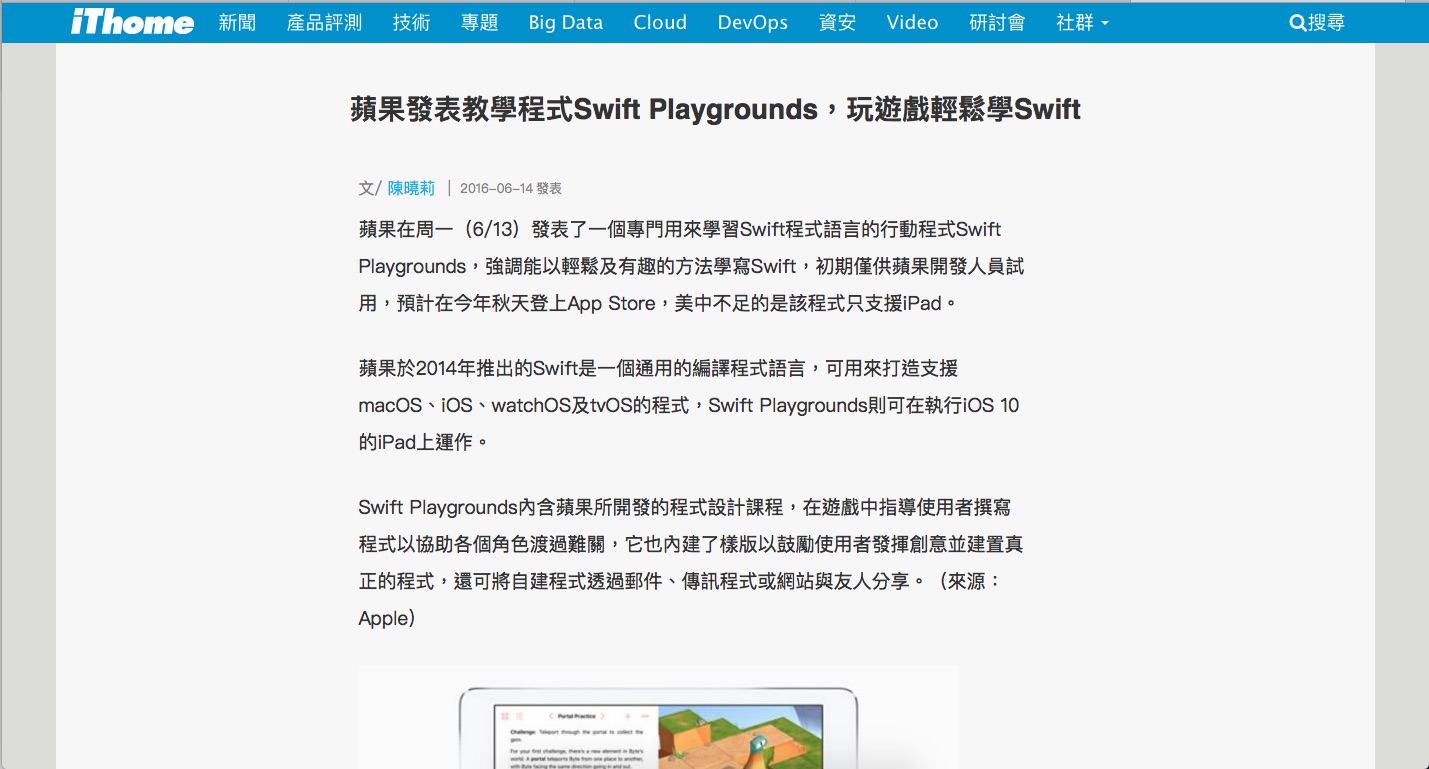 iThome 新聞 產品評測 技術 專題 Big Data Cloud DevOps 資安 Video 研討會 社群 搜尋
蘋果發表教學程式Swift Playgrounds，玩遊戲輕鬆學Swift
文/ 陳曉莉 | 2016-06-14 發表
蘋果在周一（6/13）發表了一個專門用來學習Swift程式語言的行動程式Swift
Playgrounds，強調能以輕鬆及有趣的方法學寫Swift，初期僅供蘋果開發人員試
用，預計在今年秋天登上App Store，美中不足的是該程式只支援iPad。
蘋果於2014年推出的Swift是一個通用的編譯程式語言，可用來打造支援
macOS、iOS、watchOS及tvOS的程式，Swift Playgrounds則可在執行iOS 10
的iPad上運作。
Swift Playgrounds內含蘋果所開發的程式設計課程，在遊戲中指導使用者撰寫
程式以協助各個角色渡過難關，它也內建了樣版以鼓勵使用者發揮創意並建置真
正的程式，還可將自建程式透過郵件、傳訊程式或網站與友人分享。（來源：
Apple）
Portal Practice
Challenge: Teleport through the portal to collect the
gem.
For your first challenge, there's a new element in Byte's
world. A portal teleports Byte from one place to another,
with Byte facing the same direction going in and out.